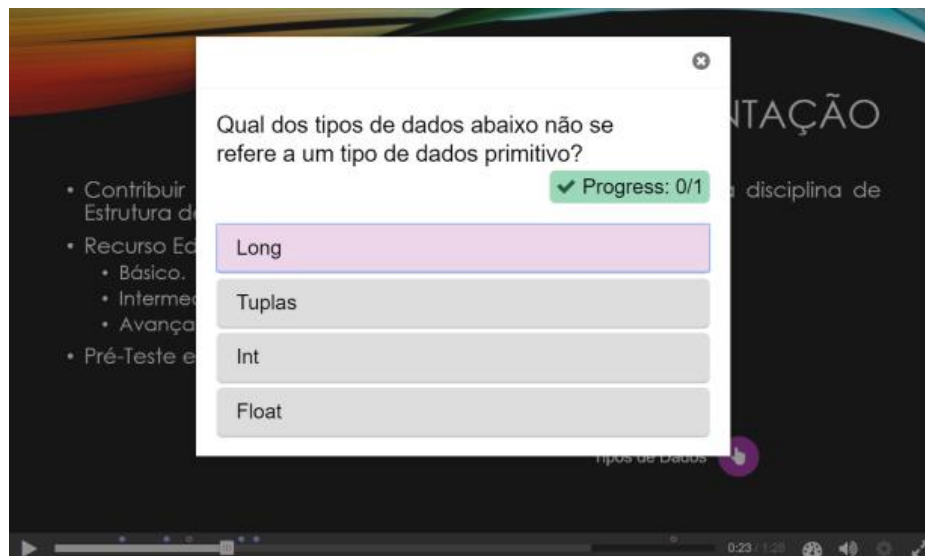 NTAÇÃO
Qual dos tipos de dados abaixo não se
refere a um tipo de dados primitivo?
Progress: 0/1
• Contribuir
disciplina de
Estrutura d
• Recurso Ed
• Básico.
• Interme
• Avança
• Pré-Teste e
Long
Tuplas
Int
Float
Tipos de Dados
0:23 / 1:28